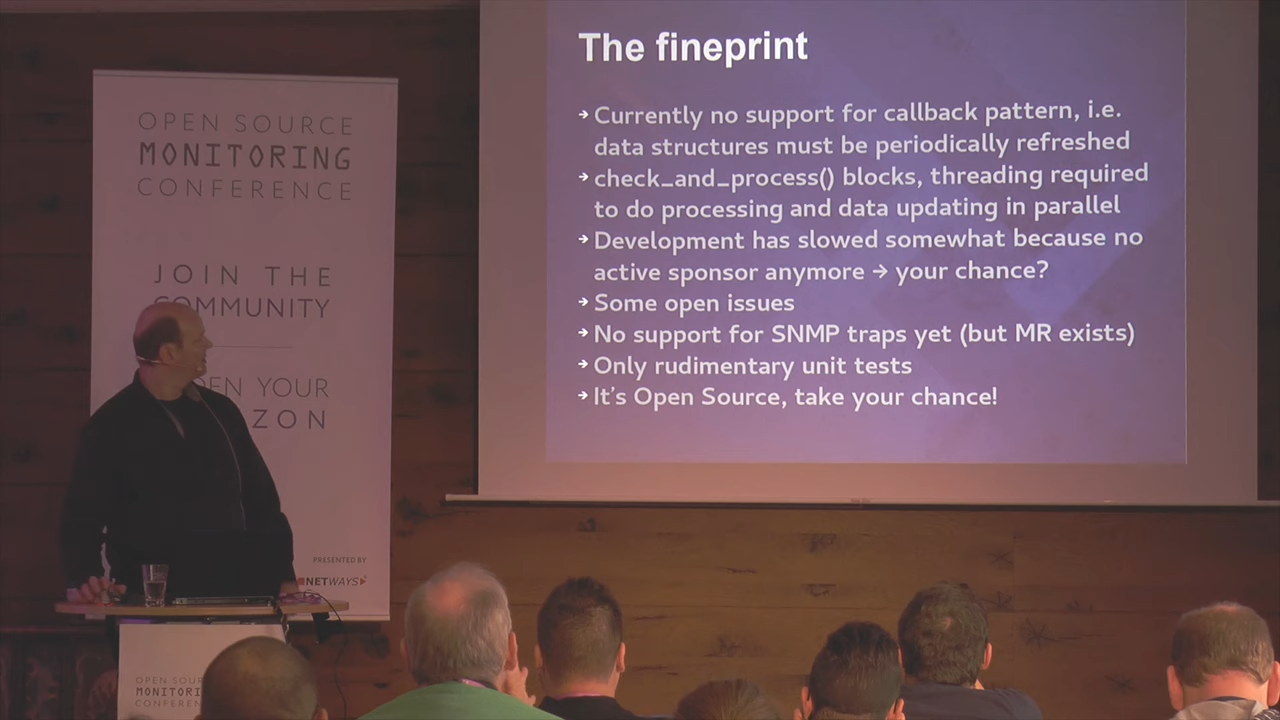 The fineprint
→ Currently no support for callback pattern, i.e.
data structures must be periodically refreshed
→ check_and_process() blocks, threading required
to do processing and data updating in parallel
→ Development has slowed somewhat because no
active sponsor anymore → your chance?
→ Some open issues
→ No support for SNMP traps yet (but MR exists)
→ Only rudimentary unit tests
→ It's Open Source, take your chance!
OPEN SOURCE
MONITORING
CONFERENCE
JOIN THE
COMMUNITY
YOUR
PRESENTED BY
NETWAYS
OPEN